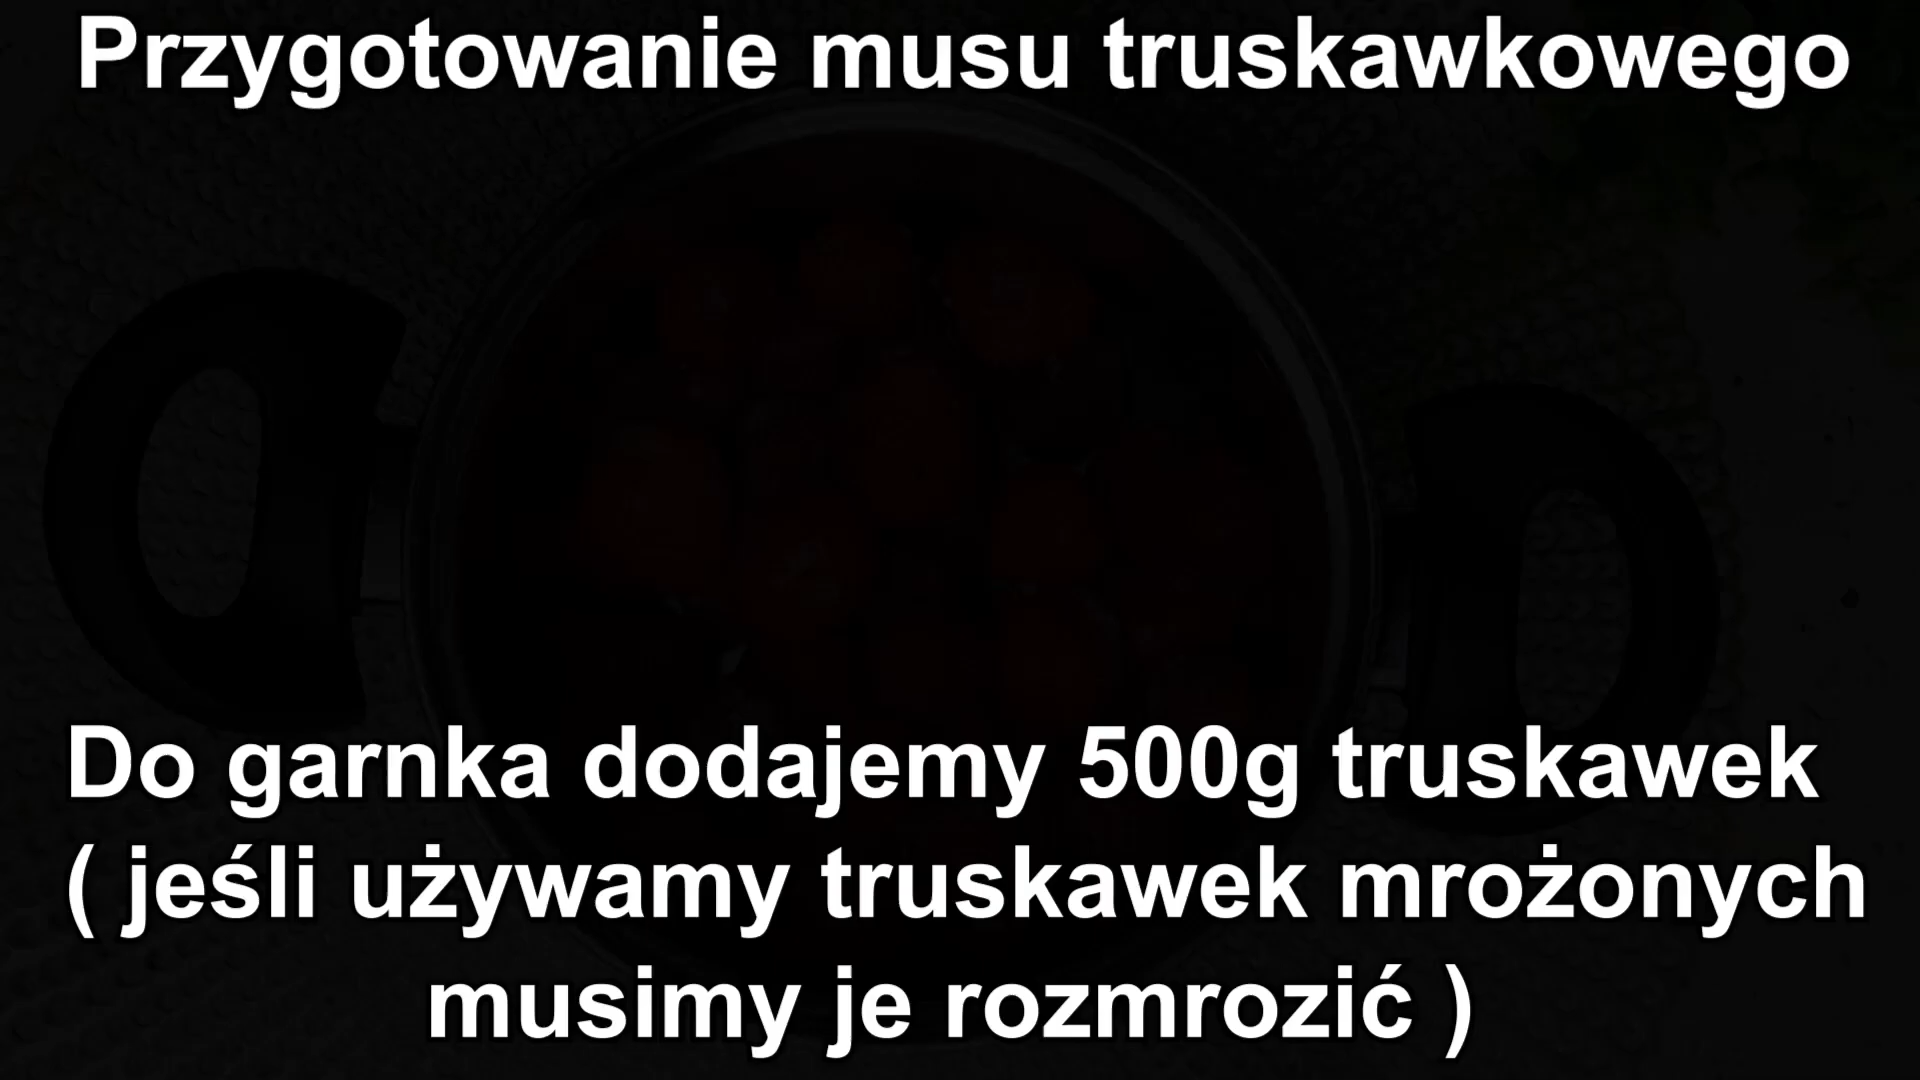 Przygotowanie musu truskawkowego
Do garnka dodajemy 500g truskawek
( jeśli używamy truskawek mrożonych
musimy je rozmrozić )